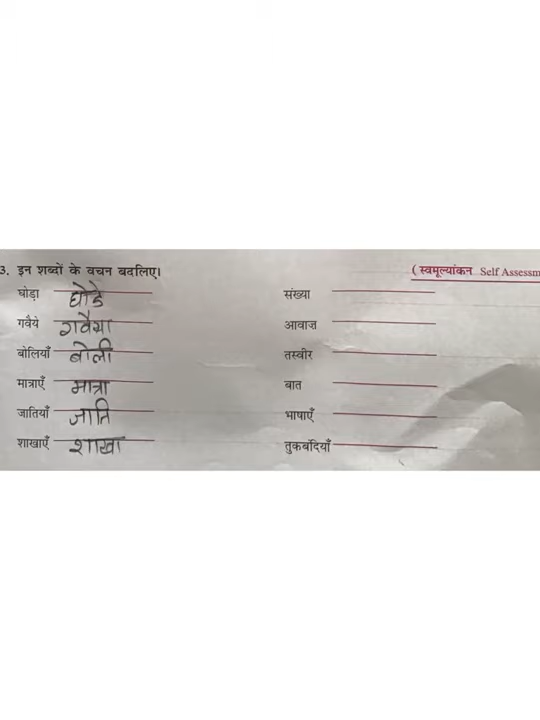 3. इन शब्दों के वचन बदलिए। (स्वमूल्यांकन Self Assessm
घोड़ा घोडे संख्या
गवैये गवैया आवाज़
बोलियाँ बोली तस्वीर
मात्राएँ मात्रा बात
जातियाँ जाति भाषाएँ
शाखाएँ शाखा तुकबंदियाँ